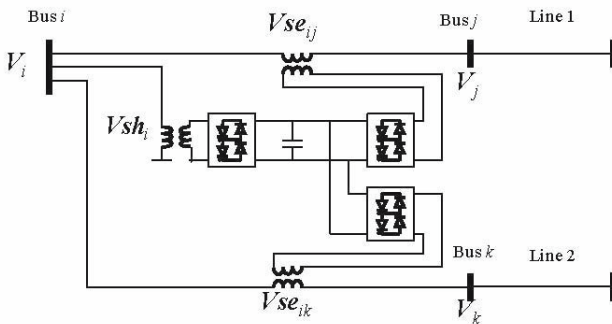 Bus i
Vse_ij
Bus j
Line 1
V_i
V_j
Vsh_i
Bus k
Line 2
Vse_ik
V_k